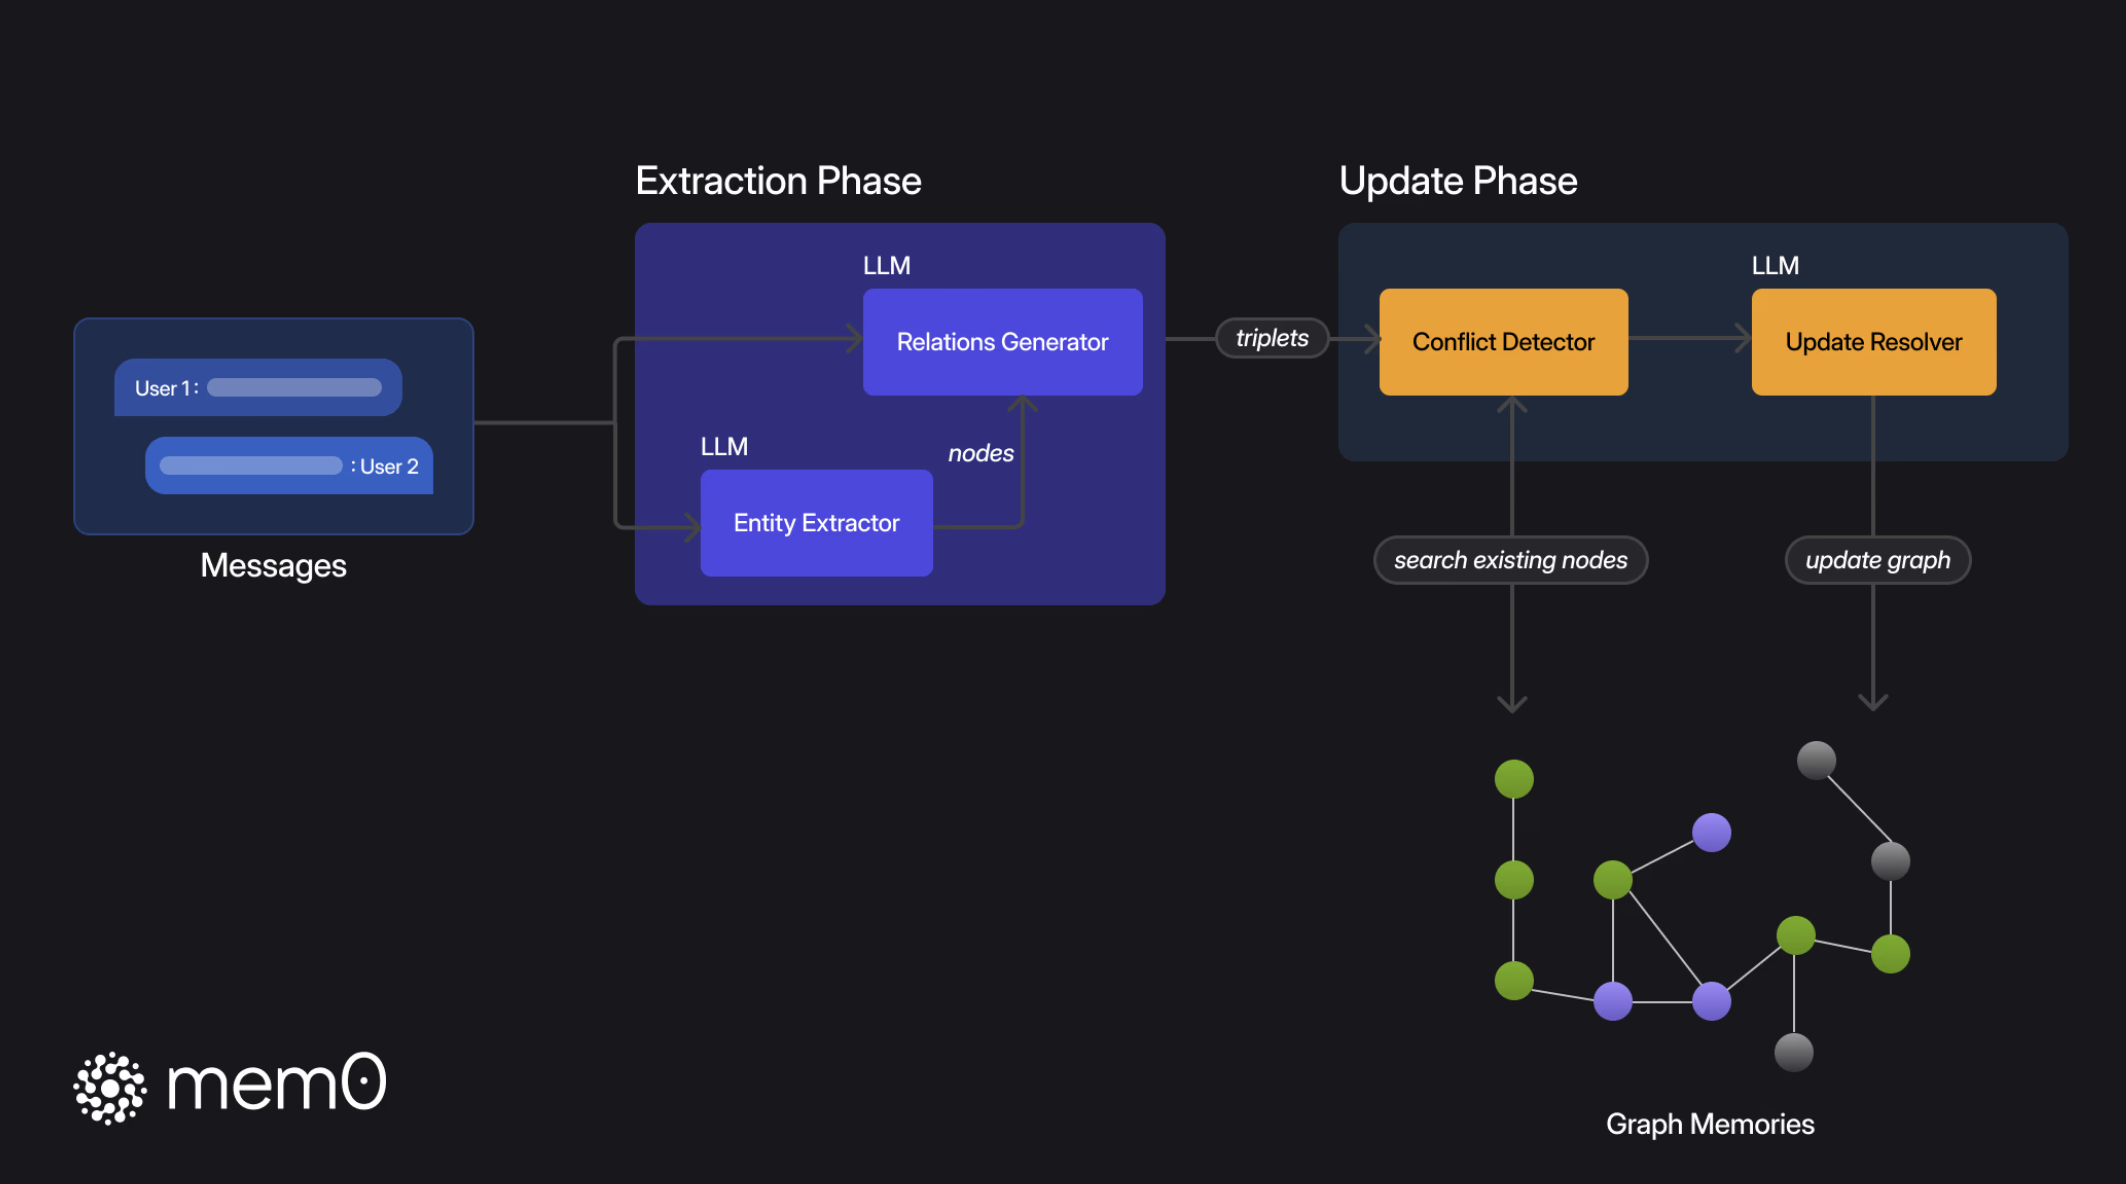 Extraction Phase
Update Phase
LLM
LLM
Relations Generator
triplets
Conflict Detector
Update Resolver
User 1:
: User 2
Messages
LLM
nodes
Entity Extractor
search existing nodes
update graph
mem0
Graph Memories